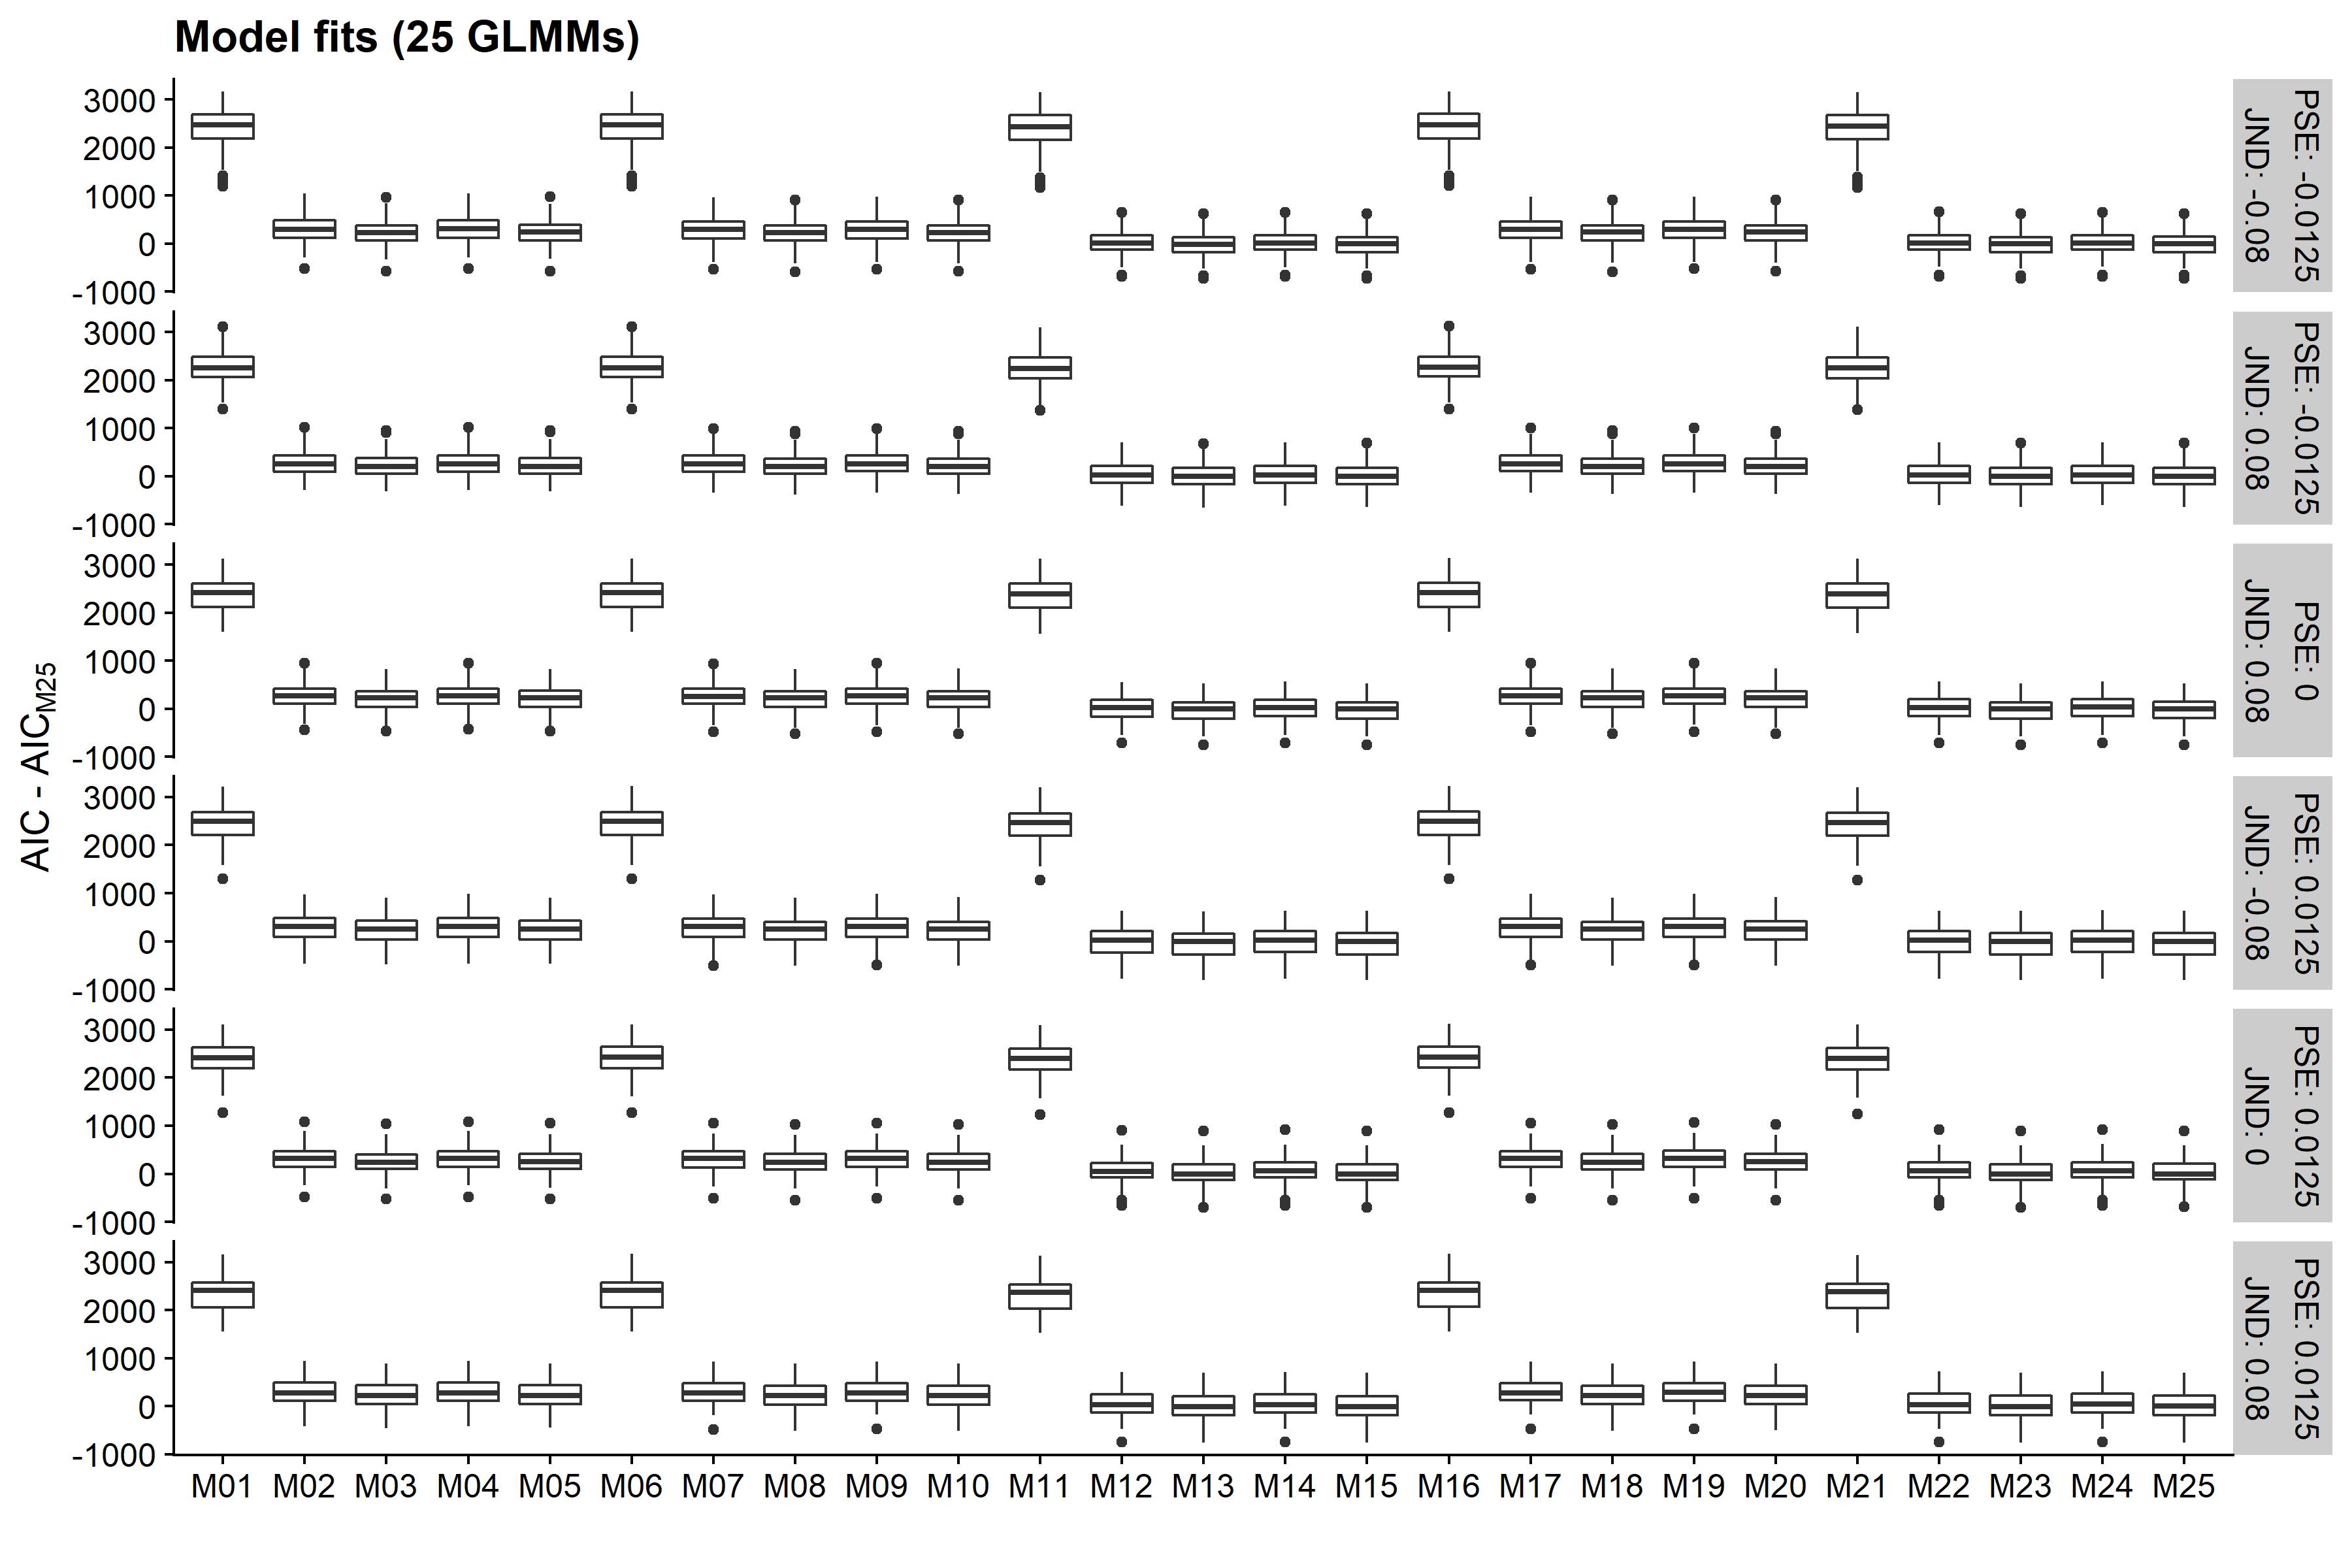 Model fits (25 GLMMs)
AIC - AICM25
3000
2000
1000
0
-1000
PSE: -0.0125
JND: -0.08
3000
2000
1000
0
-1000
PSE: -0.0125
JND: 0.08
3000
2000
1000
0
-1000
PSE: 0
JND: 0.08
3000
2000
1000
0
-1000
PSE: 0.0125
JND: -0.08
3000
2000
1000
0
-1000
PSE: 0.0125
JND: 0
3000
2000
1000
0
-1000
PSE: 0.0125
JND: 0.08
M01 M02 M03 M04 M05 M06 M07 M08 M09 M10 M11 M12 M13 M14 M15 M16 M17 M18 M19 M20 M21 M22 M23 M24 M25